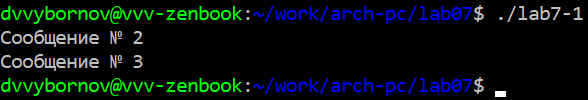 dvvybornov@vvv-zenbook:~/work/arch-pc/lab07$ ./lab7-1
Сообщение № 2
Сообщение № 3
dvvybornov@vvv-zenbook:~/work/arch-pc/lab07$